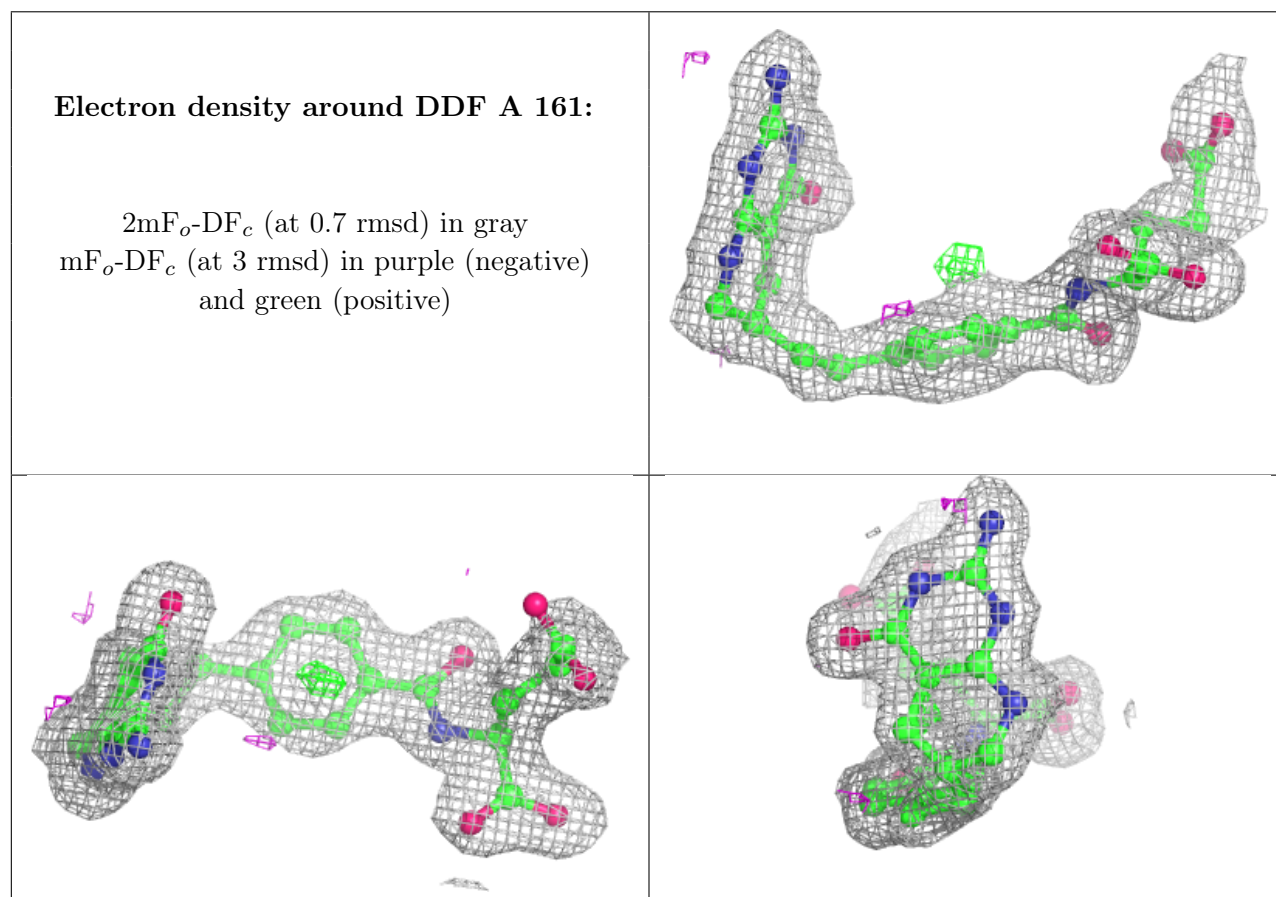 Electron density around DDF A 161:
2mFo-DFc (at 0.7 rmsd) in gray
mFo-DFc (at 3 rmsd) in purple (negative)
and green (positive)